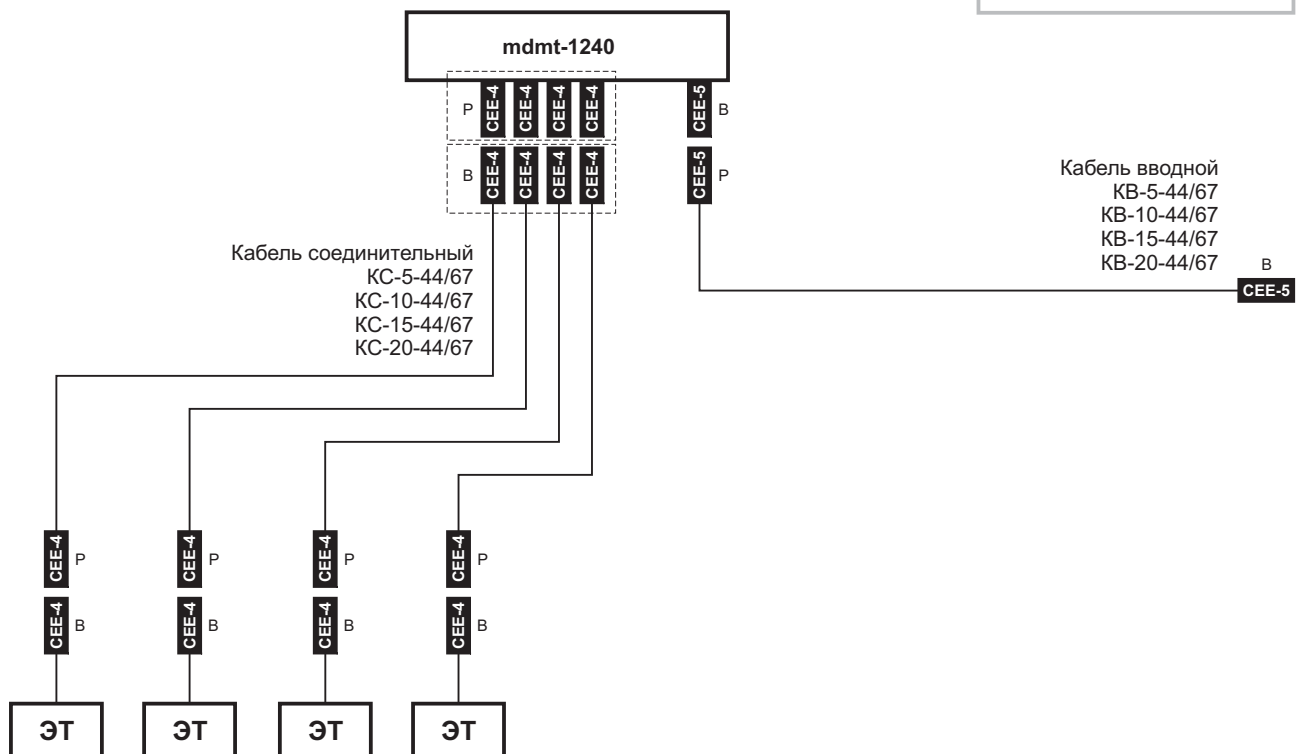 mdmt-1240
Р CEE-4 CEE-4 CEE-4 CEE-4 CEE-5 В
В CEE-4 CEE-4 CEE-4 CEE-4 CEE-5 Р
Кабель вводной
КВ-5-44/67
КВ-10-44/67
КВ-15-44/67
КВ-20-44/67
В
CEE-5
Кабель соединительный
КС-5-44/67
КС-10-44/67
КС-15-44/67
КС-20-44/67
CEE-4 Р CEE-4 Р CEE-4 Р CEE-4 Р
CEE-4 В CEE-4 В CEE-4 В CEE-4 В
ЭТ ЭТ ЭТ ЭТ